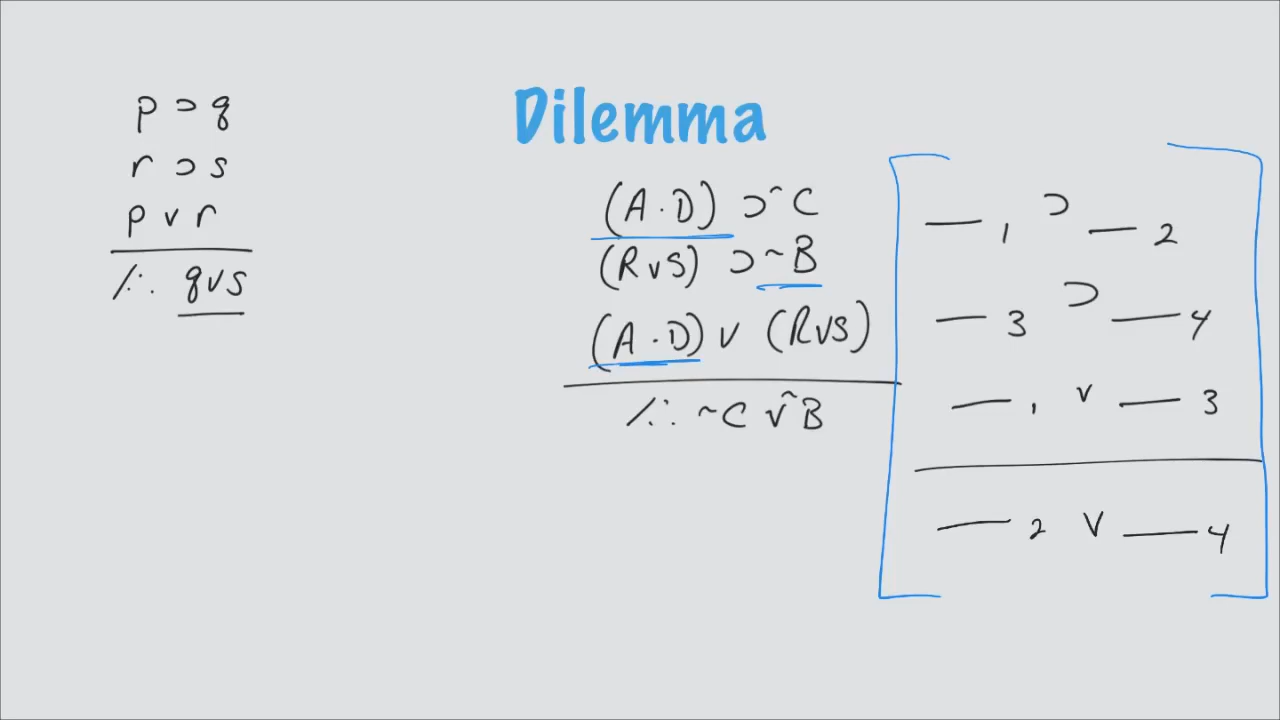 Dilemma
p ⊃ q
r ⊃ s
p v r
/∴ q v s
(A · D) ⊃ ~C
(R v S) ⊃ ~B
(A · D) v (R v S)
/∴ ~C v ~B
— 1 ⊃ — 2
— 3 ⊃ — 4
— 1 v — 3
— 2 v — 4